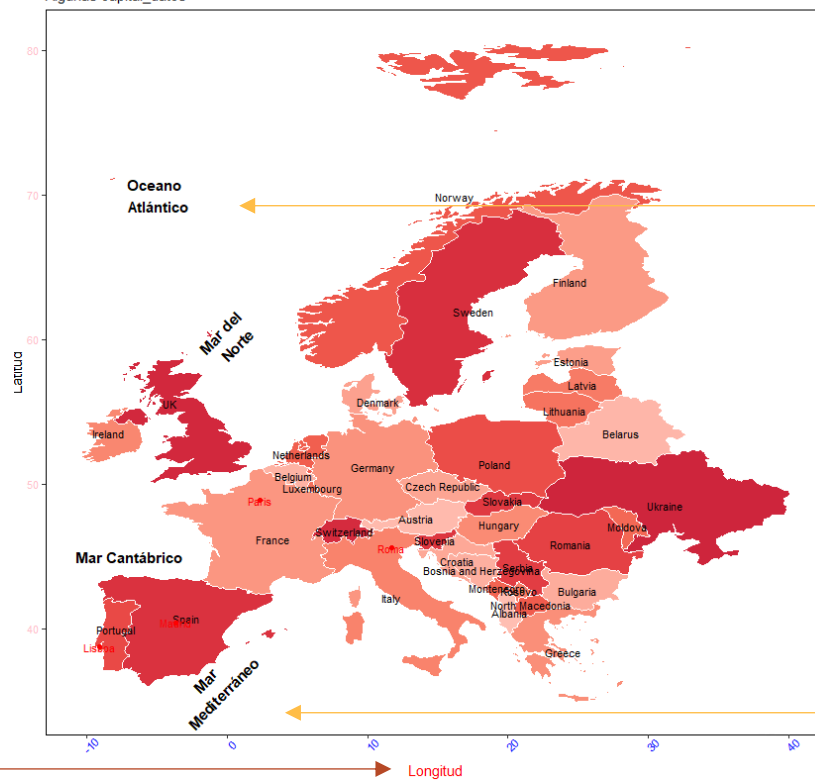 Algunas capital_datos
80
70
60
50
40
Latitud
Oceano
Atlántico
Norway
Finland
Sweden
Mar del
Norte
Estonia
Latvia
Denmark
Lithuania
UK
Ireland
Belarus
Netherlands
Germany
Poland
Belgium
Luxembourg
Czech Republic
Paris
Slovakia
Ukraine
Austria
Hungary
Moldova
Switzerland
France
Slovenia
Roma
Romania
Mar Cantábrico
Croatia
Bosnia and Herzegovina
Serbia
Montenegro
Kosovo
Bulgaria
Italy
North Macedonia
Albania
Spain
Madrid
Portugal
Lisboa
Greece
Mar
Mediterráneo
-10
0
10
20
30
40
Longitud